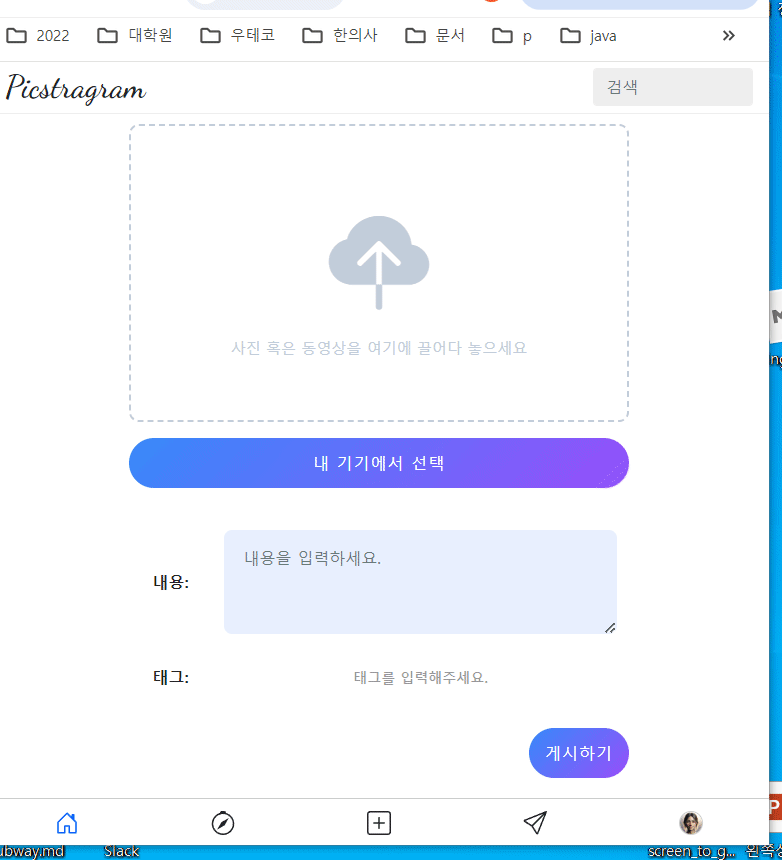 2022 대학원 우테코 한의사 문서 p java »
Picstragram 검색
사진 혹은 동영상을 여기에 끌어다 놓으세요
내 기기에서 선택
내용: 내용을 입력하세요.
태그: 태그를 입력해주세요.
게시하기
ubway.md Slack screen_to_g...